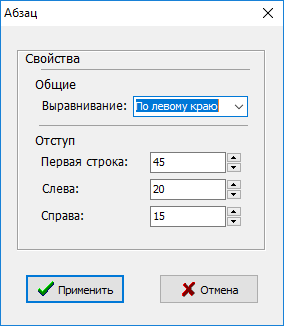 Абзац
Свойства
Общие
Выравнивание: По левому краю
Отступ
Первая строка: 45
Слева: 20
Справа: 15
Применить Отмена